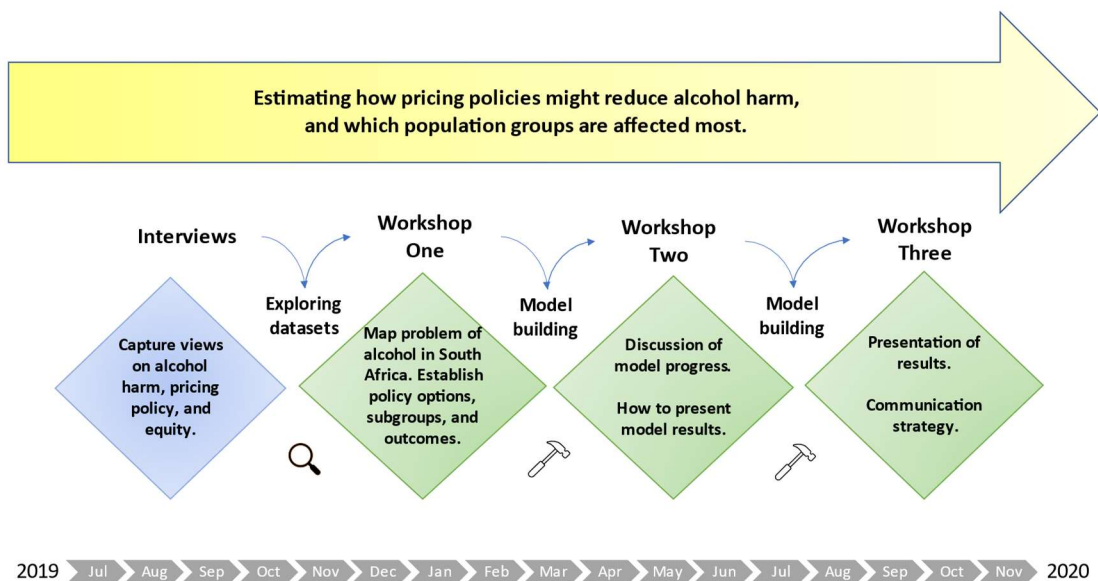 Estimating how pricing policies might reduce alcohol harm,
and which population groups are affected most.
Interviews
Workshop
One
Workshop
Two
Workshop
Three
Exploring
datasets
Model
building
Model
building
Capture views
on alcohol
harm, pricing
policy, and
equity.
Map problem of
alcohol in South
Africa. Establish
policy options,
subgroups, and
outcomes.
Discussion of
model progress.
How to present
model results.
Presentation of
results.
Communication
strategy.
2019 Jul Aug Sep Oct Nov Dec Jan Feb Mar Apr May Jun Jul Aug Sep Oct Nov 2020